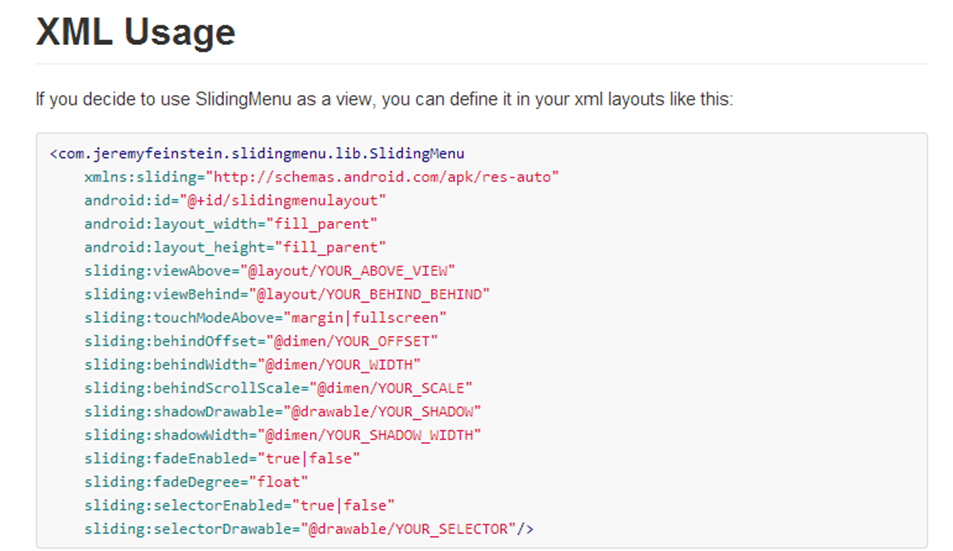 XML Usage
If you decide to use SlidingMenu as a view, you can define it in your xml layouts like this:
<com.jeremyfeinstein.slidingmenu.lib.SlidingMenu
xmlns:sliding="http://schemas.android.com/apk/res-auto"
android:id="@+id/slidingmenulayout"
android:layout_width="fill_parent"
android:layout_height="fill_parent"
sliding:viewAbove="@layout/YOUR_ABOVE_VIEW"
sliding:viewBehind="@layout/YOUR_BEHIND_BEHIND"
sliding:touchModeAbove="margin|fullscreen"
sliding:behindOffset="@dimen/YOUR_OFFSET"
sliding:behindWidth="@dimen/YOUR_WIDTH"
sliding:behindScrollScale="@dimen/YOUR_SCALE"
sliding:shadowDrawable="@drawable/YOUR_SHADOW"
sliding:shadowWidth="@dimen/YOUR_SHADOW_WIDTH"
sliding:fadeEnabled="true|false"
sliding:fadeDegree="float"
sliding:selectorEnabled="true|false"
sliding:selectorDrawable="@drawable/YOUR_SELECTOR"/>